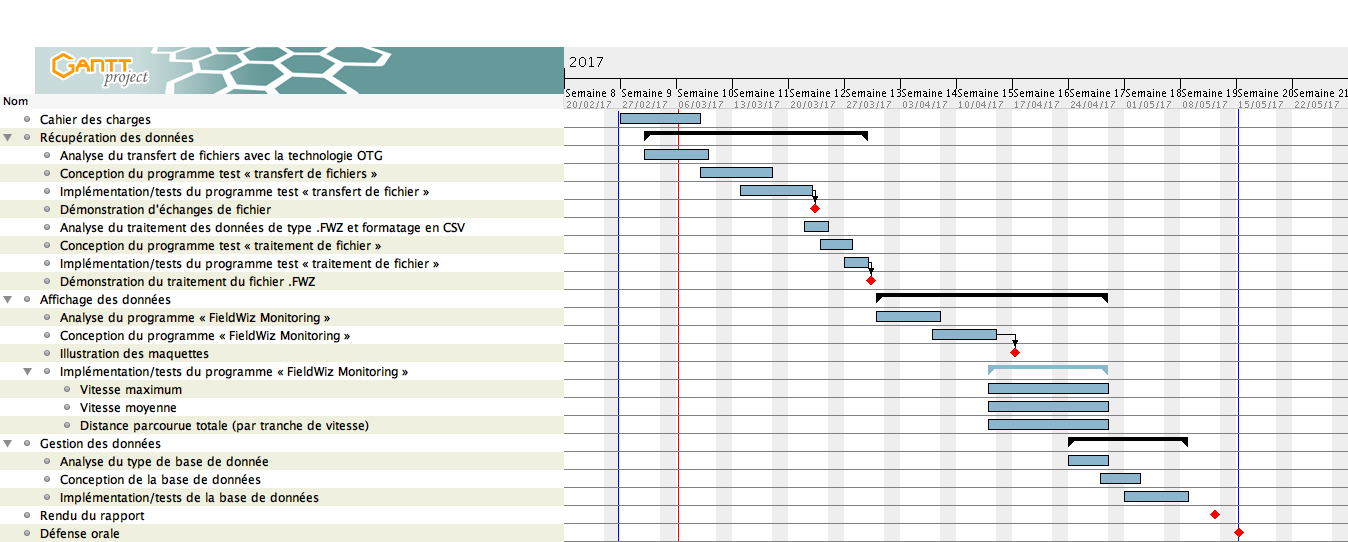 GANTT
project
2017
Semaine 8 Semaine 9 Semaine 10 Semaine 11 Semaine 12 Semaine 13 Semaine 14 Semaine 15 Semaine 16 Semaine 17 Semaine 18 Semaine 19 Semaine 20 Semaine 21
20/02/17 27/02/17 06/03/17 13/03/17 20/03/17 27/03/17 03/04/17 10/04/17 17/04/17 24/04/17 01/05/17 08/05/17 15/05/17 22/05/17
Nom
Cahier des charges
Récupération des données
Analyse du transfert de fichiers avec la technologie OTG
Conception du programme test « transfert de fichiers »
Implémentation/tests du programme test « transfert de fichier »
Démonstration d'échanges de fichier
Analyse du traitement des données de type .FWZ et formatage en CSV
Conception du programme test « traitement de fichier »
Implémentation/tests du programme test « traitement de fichier »
Démonstration du traitement du fichier .FWZ
Affichage des données
Analyse du programme « FieldWiz Monitoring »
Conception du programme « FieldWiz Monitoring »
Illustration des maquettes
Implémentation/tests du programme « FieldWiz Monitoring »
Vitesse maximum
Vitesse moyenne
Distance parcourue totale (par tranche de vitesse)
Gestion des données
Analyse du type de base de donnée
Conception de la base de données
Implémentation/tests de la base de données
Rendu du rapport
Défense orale